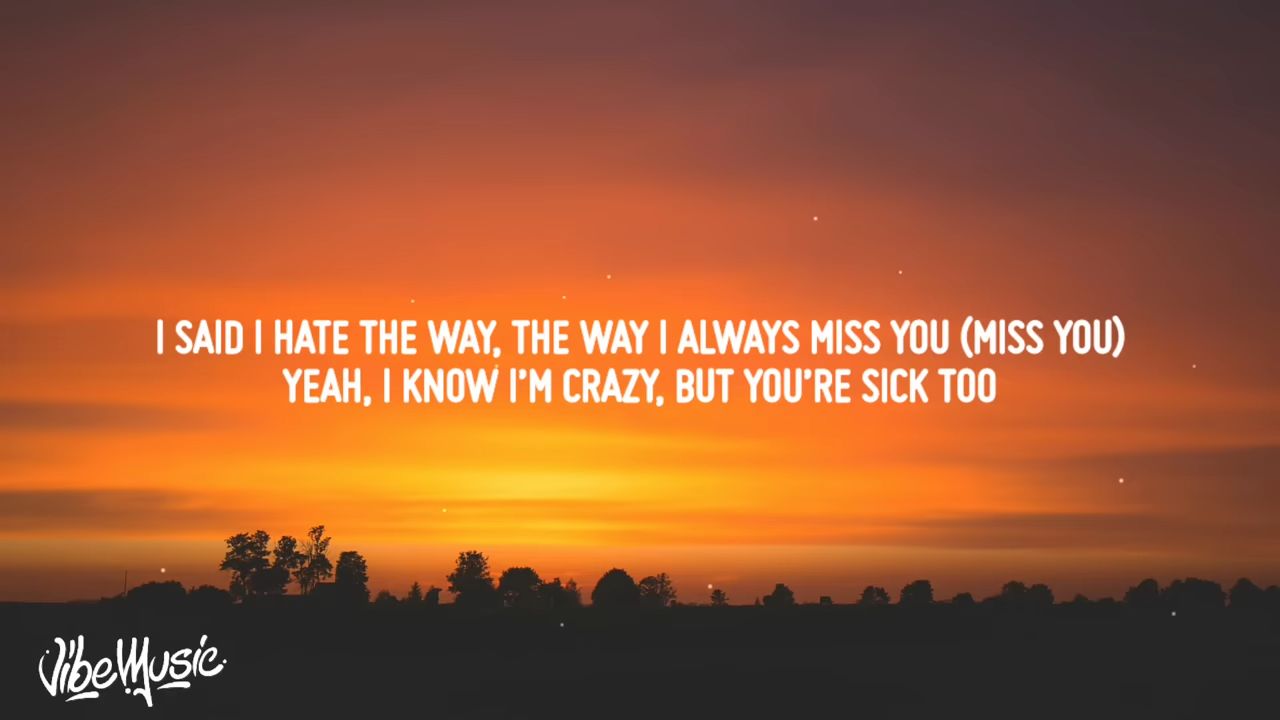 I SAID I HATE THE WAY, THE WAY I ALWAYS MISS YOU (MISS YOU)
YEAH, I KNOW I'M CRAZY, BUT YOU'RE SICK TOO
VibeMusic